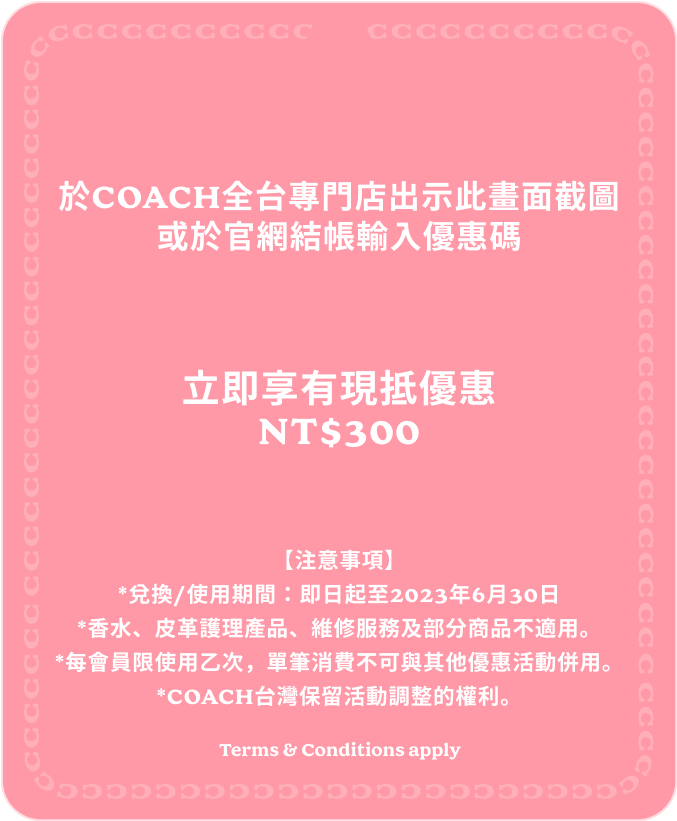 於COACH全台專門店出示此畫面截圖
或於官網結帳輸入優惠碼
立即享有現抵優惠
NT$300
【注意事項】
*兌換/使用期間：即日起至2023年6月30日
*香水、皮革護理產品、維修服務及部分商品不適用。
*每會員限使用乙次，單筆消費不可與其他優惠活動併用。
*COACH台灣保留活動調整的權利。
Terms & Conditions apply